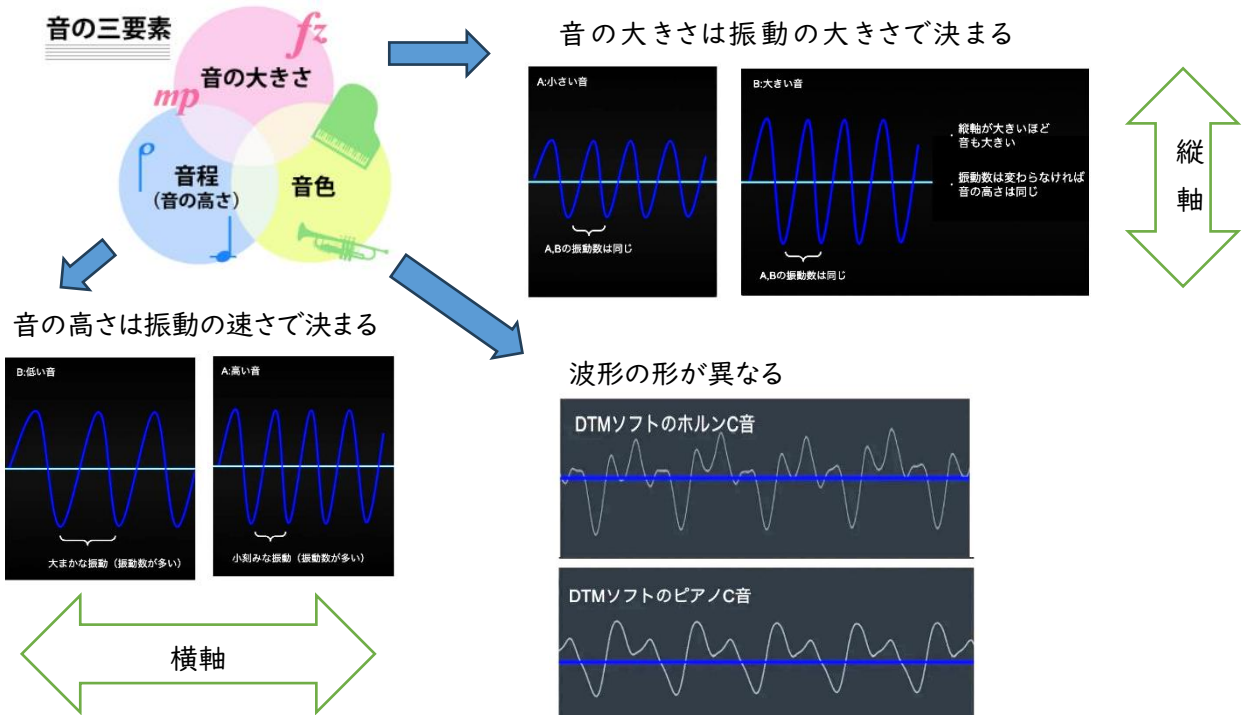 音の三要素
fz
音の大きさ
mp
音程
(音の高さ)
音色
音の大きさは振動の大きさで決まる
A:小さい音
A,Bの振動数は同じ
B:大きい音
・縦軸が大きいほど
音も大きい
・振動数は変わらなければ
音の高さは同じ
A,Bの振動数は同じ
縦
軸
音の高さは振動の速さで決まる
B:低い音
大まかな振動（振動数が多い）
A:高い音
小刻みな振動（振動数が多い）
横軸
波形の形が異なる
DTMソフトのホルンC音
DTMソフトのピアノC音